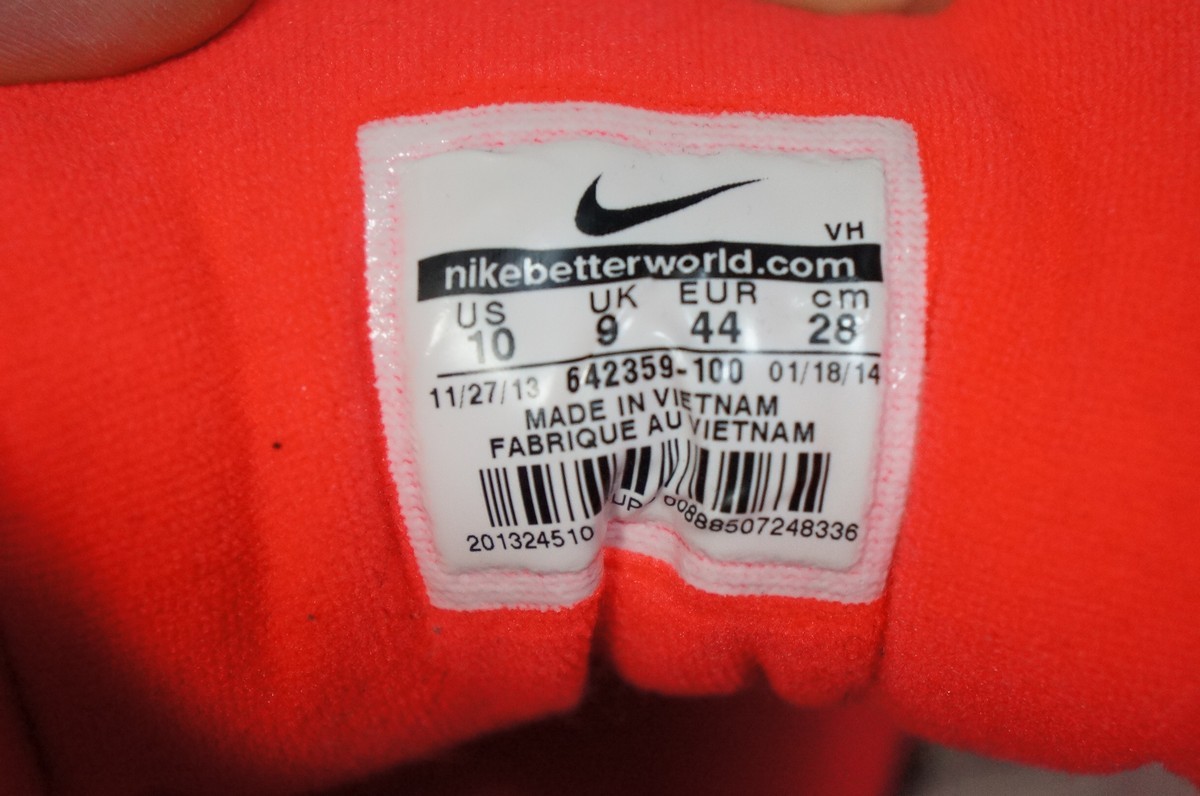 VH
nikebetterworld.com
US UK EUR cm
10 9 44 28
11/27/13 642359-100 01/18/14
MADE IN VIETNAM
FABRIQUE AU VIETNAM
201324510 00888507248336